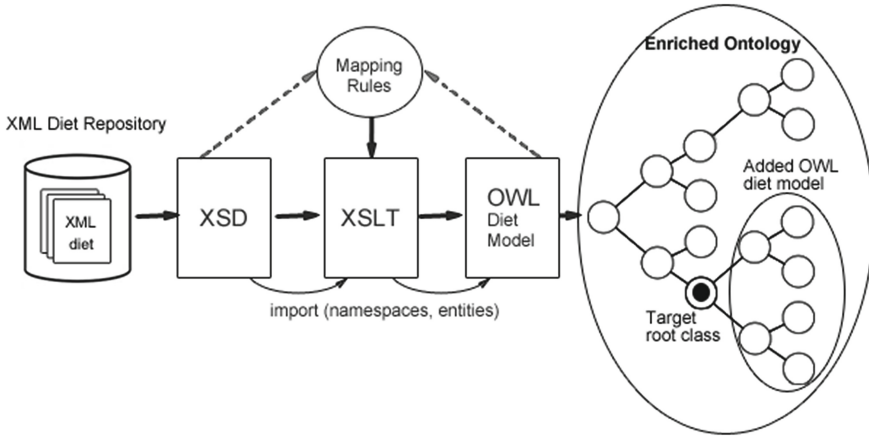 XML Diet Repository
XML
diet
XSD
Mapping
Rules
XSLT
OWL
Diet
Model
import (namespaces, entities)
Enriched Ontology
Added OWL
diet model
Target
root class